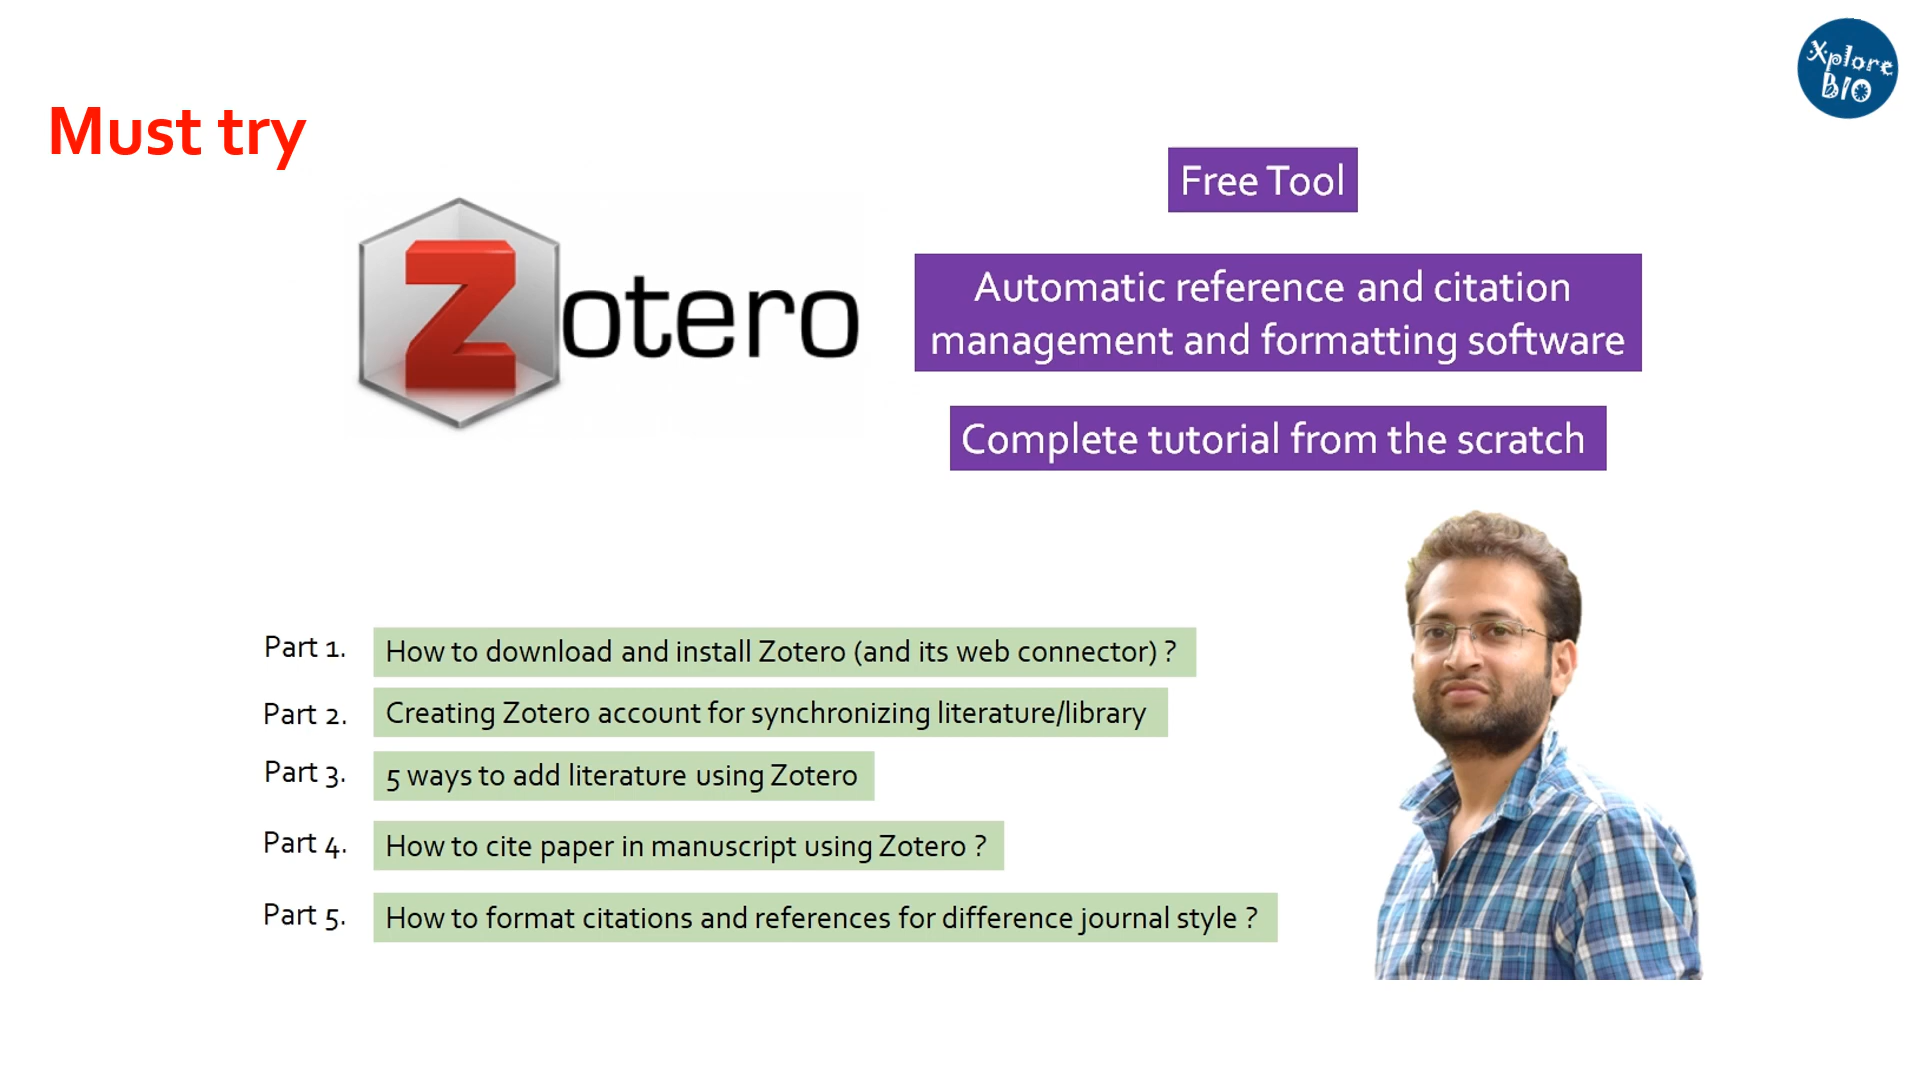 Xplore
BIO
Must try
Free Tool
Zotero
Automatic reference and citation
management and formatting software
Complete tutorial from the scratch
Part 1. How to download and install Zotero (and its web connector) ?
Part 2. Creating Zotero account for synchronizing literature/library
Part 3. 5 ways to add literature using Zotero
Part 4. How to cite paper in manuscript using Zotero ?
Part 5. How to format citations and references for difference journal style ?